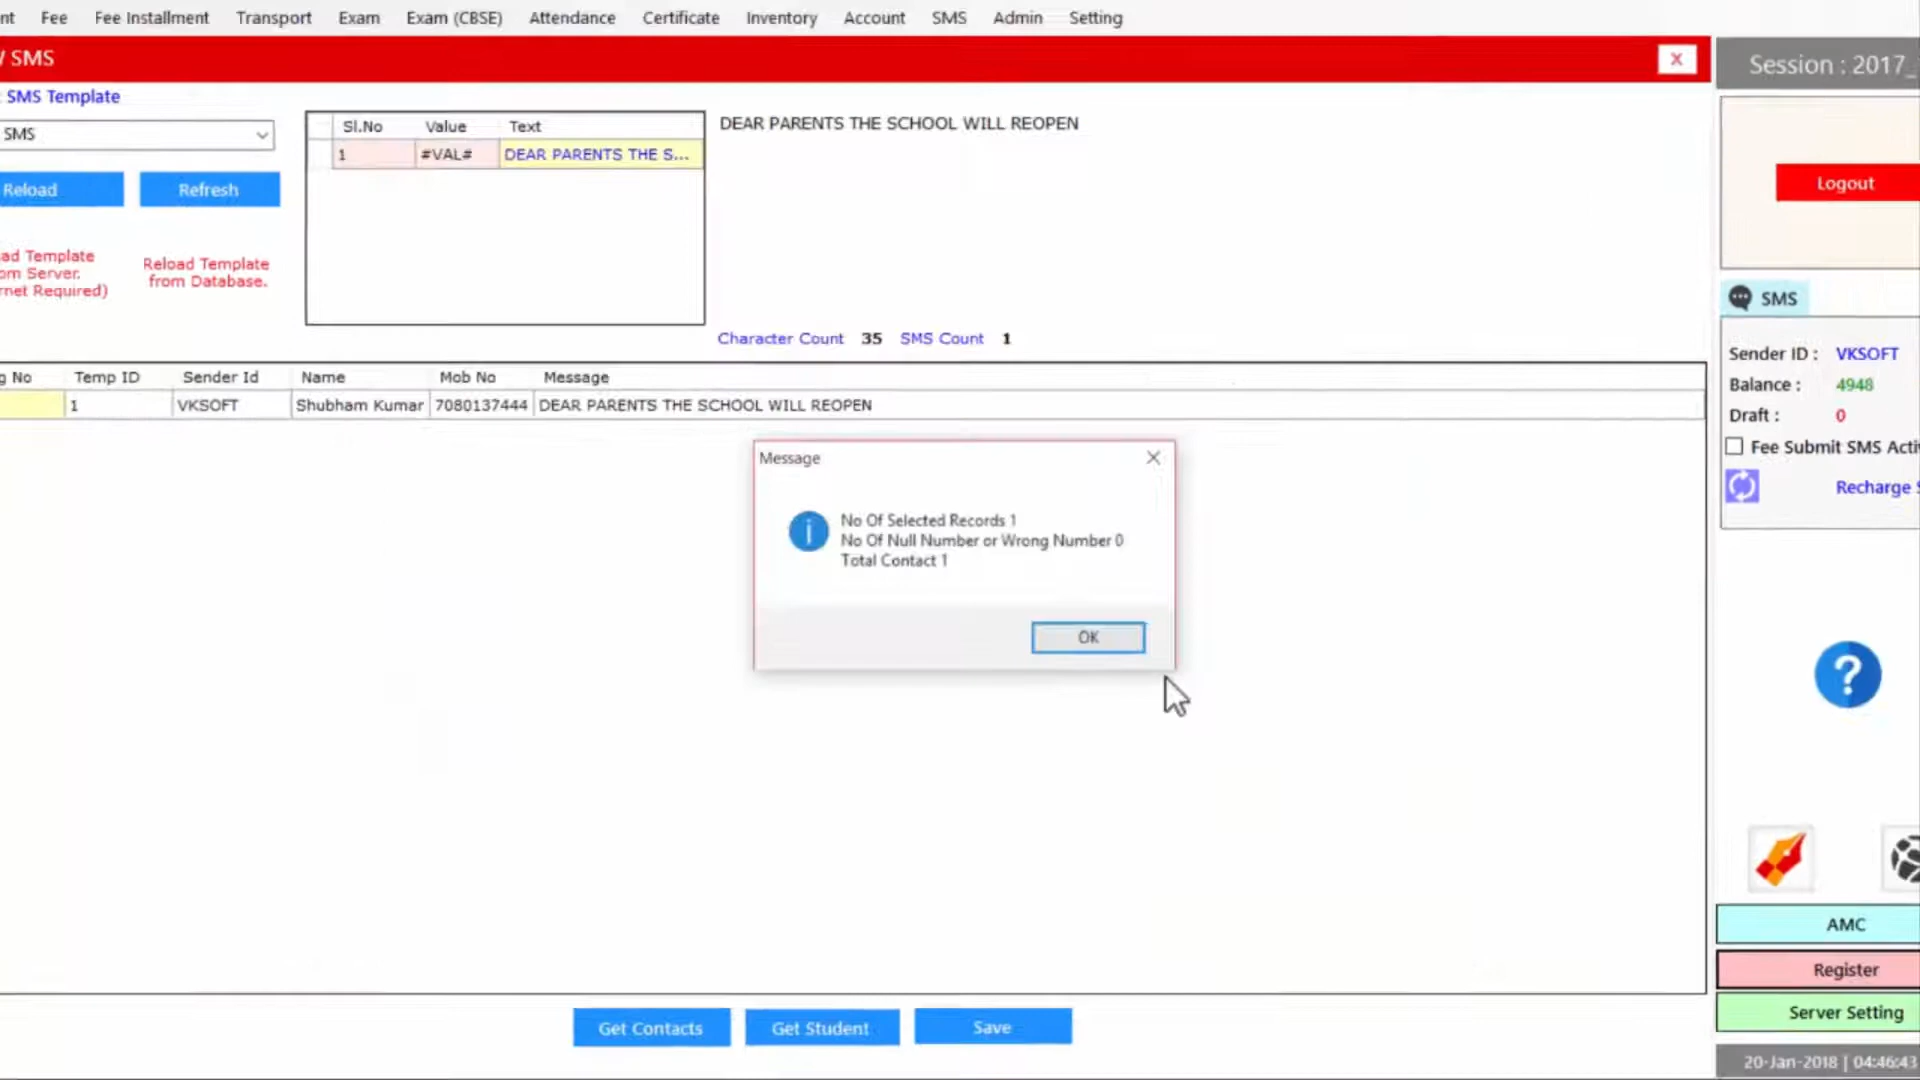 nt Fee Fee Installment Transport Exam Exam (CBSE) Attendance Certificate Inventory Account SMS Admin Setting
SMS
X
Session : 2017_
SMS Template
SMS
Reload Refresh
ad Template
om Server.
rnet Required)
Reload Template
from Database.
Sl.No Value Text
1 #VAL# DEAR PARENTS THE S...
DEAR PARENTS THE SCHOOL WILL REOPEN
Character Count 35 SMS Count 1
Logout
SMS
Sender ID : VKSOFT
Balance : 4948
Draft : 0
Fee Submit SMS Acti
Recharge S
g No Temp ID Sender Id Name Mob No Message
1 VKSOFT Shubham Kumar 7080137444 DEAR PARENTS THE SCHOOL WILL REOPEN
Message
No Of Selected Records 1
No Of Null Number or Wrong Number 0
Total Contact 1
OK
?
AMC
Register
Server Setting
Get Contacts Get Student Save
20-Jan-2018 | 04:46:43